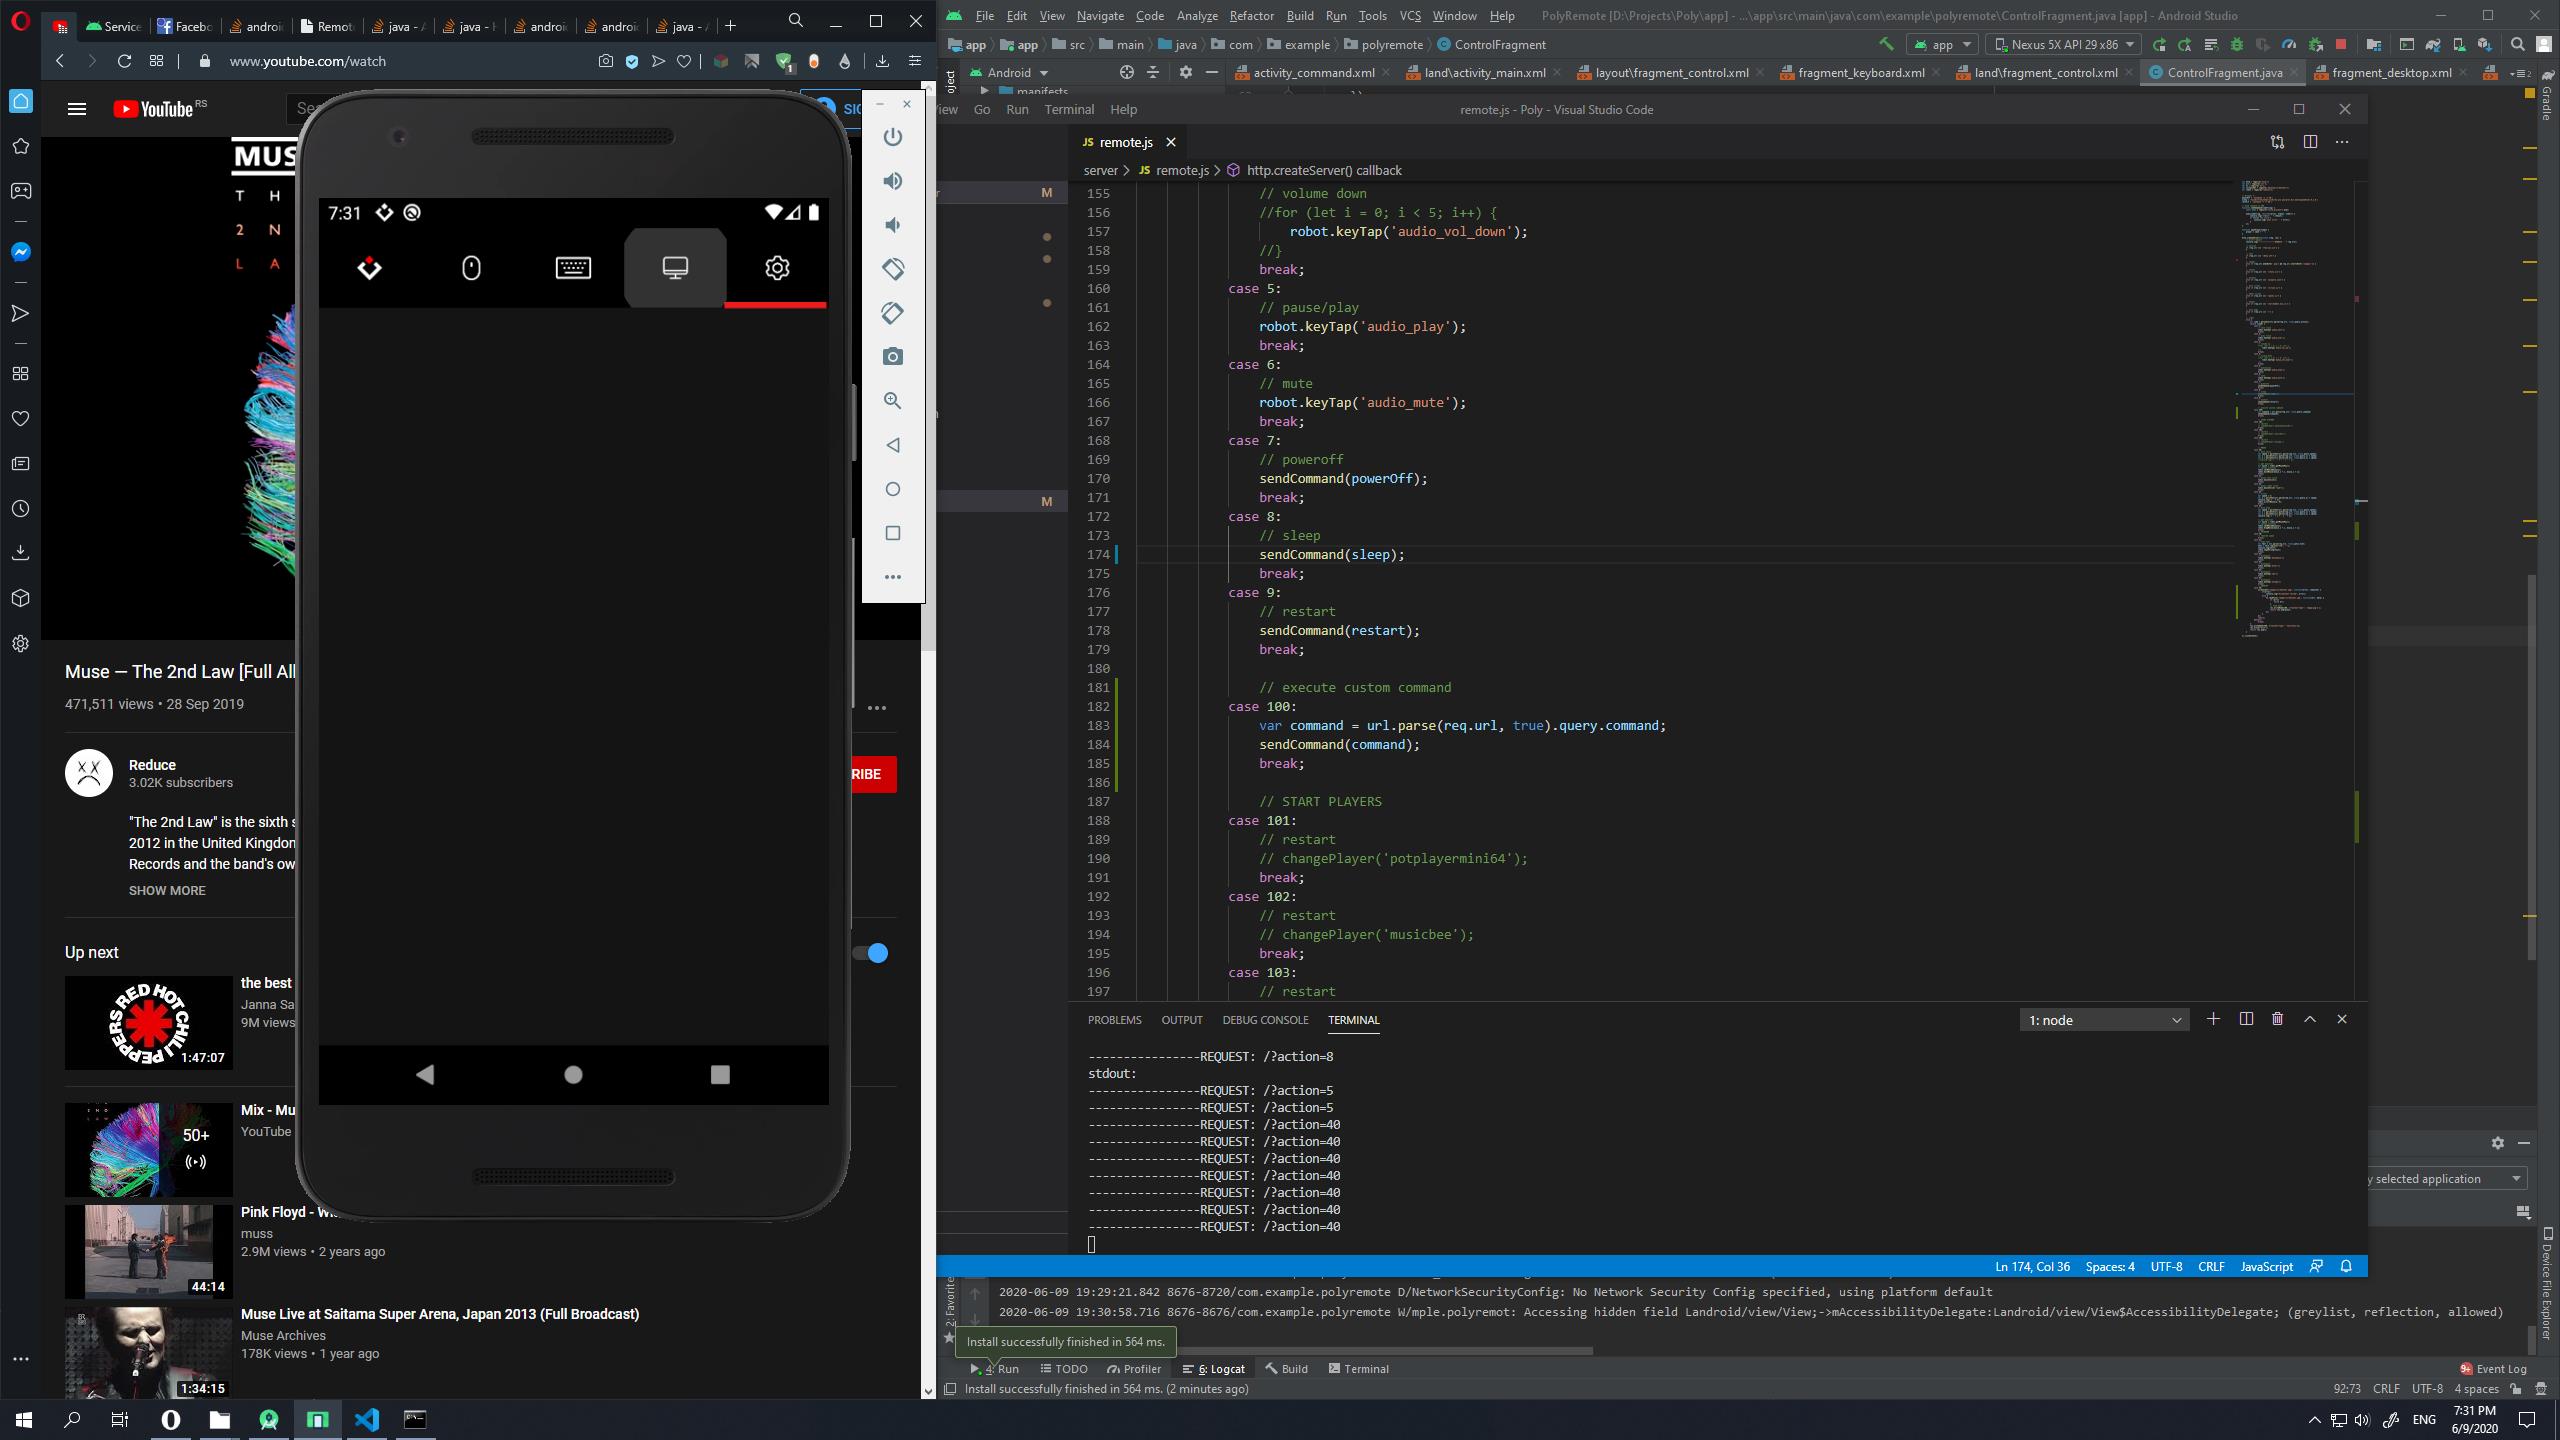 Service
Facebo
androi
Remot
java - A
java - H
androi
androi
java - A
www.youtube.com/watch
YouTube RS
Sea
SIG
MUS
T H
2 N
L A
Muse — The 2nd Law [Full Al
471,511 views • 28 Sep 2019
Reduce
3.02K subscribers
RIBE
"The 2nd Law" is the sixth s
2012 in the United Kingdom
Records and the band's ow
SHOW MORE
Up next
RED HOT CHILI PEPPERS
1:47:07
the best
Janna Sa
9M views
50+
Mix - Mu
YouTube
Pink Floyd - Wi
muss
2.9M views • 2 years ago
44:14
Muse Live at Saitama Super Arena, Japan 2013 (Full Broadcast)
Muse Archives
178K views • 1 year ago
1:34:15
7:31
File Edit View Navigate Code Analyze Refactor Build Run Tools VCS Window Help
PolyRemote [D:\Projects\Poly\app] - ...\app\src\main\java\com\example\polyremote\ControlFragment.java [app] - Android Studio
app app src main java com example polyremote ControlFragment
app
Nexus 5X API 29 x86
Android
activity_command.xml
land\activity_main.xml
layout\fragment_control.xml
fragment_keyboard.xml
land\fragment_control.xml
ControlFragment.java
fragment_desktop.xml
manifests
Gradle
iew Go Run Terminal Help
remote.js - Poly - Visual Studio Code
JS remote.js
server > JS remote.js > http.createServer() callback
M
M
155 // volume down
156 //for (let i = 0; i < 5; i++) {
157 robot.keyTap('audio_vol_down');
158 //}
159 break;
160 case 5:
161 // pause/play
162 robot.keyTap('audio_play');
163 break;
164 case 6:
165 // mute
166 robot.keyTap('audio_mute');
167 break;
168 case 7:
169 // poweroff
170 sendCommand(powerOff);
171 break;
172 case 8:
173 // sleep
174 sendCommand(sleep);
175 break;
176 case 9:
177 // restart
178 sendCommand(restart);
179 break;
180
181 // execute custom command
182 case 100:
183 var command = url.parse(req.url, true).query.command;
184 sendCommand(command);
185 break;
186
187 // START PLAYERS
188 case 101:
189 // restart
190 // changePlayer('potplayermini64');
191 break;
192 case 102:
193 // restart
194 // changePlayer('musicbee');
195 break;
196 case 103:
197 // restart
PROBLEMS OUTPUT DEBUG CONSOLE TERMINAL
1: node
----------------REQUEST: /?action=8
stdout:
----------------REQUEST: /?action=5
----------------REQUEST: /?action=5
----------------REQUEST: /?action=40
----------------REQUEST: /?action=40
----------------REQUEST: /?action=40
----------------REQUEST: /?action=40
----------------REQUEST: /?action=40
----------------REQUEST: /?action=40
----------------REQUEST: /?action=40
Ln 174, Col 36 Spaces: 4 UTF-8 CRLF JavaScript
y selected application
Device File Explorer
2: Favorite
2020-06-09 19:29:21.842 8676-8720/com.example.polyremote D/NetworkSecurityConfig: No Network Security Config specified, using platform default
2020-06-09 19:30:58.716 8676-8676/com.example.polyremote W/mple.polyremot: Accessing hidden field Landroid/view/View;->mAccessibilityDelegate:Landroid/view/View$AccessibilityDelegate; (greylist, reflection, allowed)
Install successfully finished in 564 ms.
4: Run TODO Profiler 6: Logcat Build Terminal
9+ Event Log
Install successfully finished in 564 ms. (2 minutes ago)
92:73 CRLF UTF-8 4 spaces
ENG
7:31 PM
6/9/2020